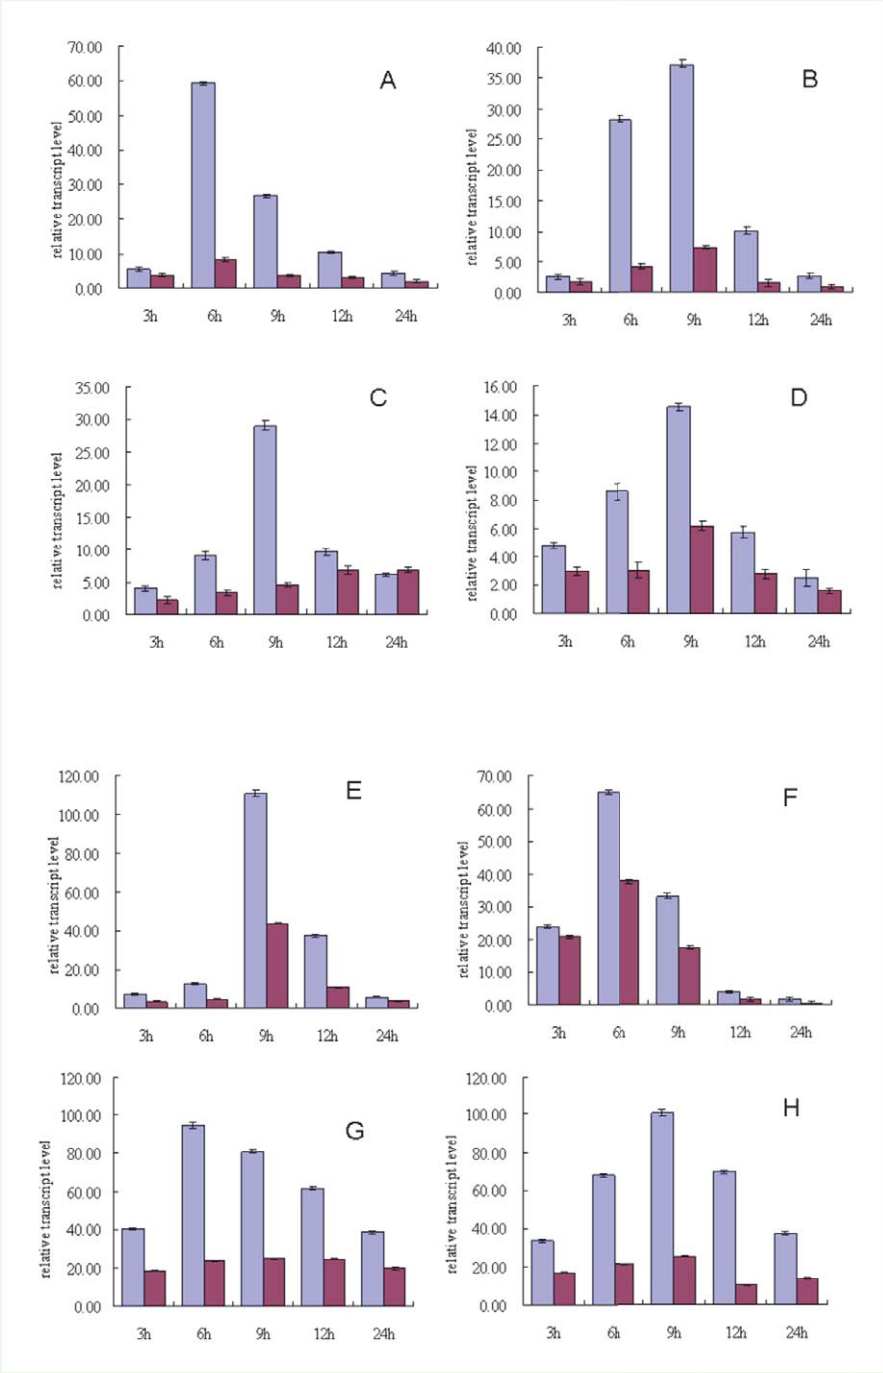 A
relative transcript level
70.00
60.00
50.00
40.00
30.00
20.00
10.00
0.00
3h 6h 9h 12h 24h
B
relative transcript level
40.00
35.00
30.00
25.00
20.00
15.00
10.00
5.00
0.00
3h 6h 9h 12h 24h
C
relative transcript level
35.00
30.00
25.00
20.00
15.00
10.00
5.00
0.00
3h 6h 9h 12h 24h
D
relative transcript level
16.00
14.00
12.00
10.00
8.00
6.00
4.00
2.00
0.00
3h 6h 9h 12h 24h
E
relative transcript level
120.00
100.00
80.00
60.00
40.00
20.00
0.00
3h 6h 9h 12h 24h
F
relative transcript level
70.00
60.00
50.00
40.00
30.00
20.00
10.00
0.00
3h 6h 9h 12h 24h
G
relative transcript level
120.00
100.00
80.00
60.00
40.00
20.00
0.00
3h 6h 9h 12h 24h
H
relative transcript level
120.00
100.00
80.00
60.00
40.00
20.00
0.00
3h 6h 9h 12h 24h